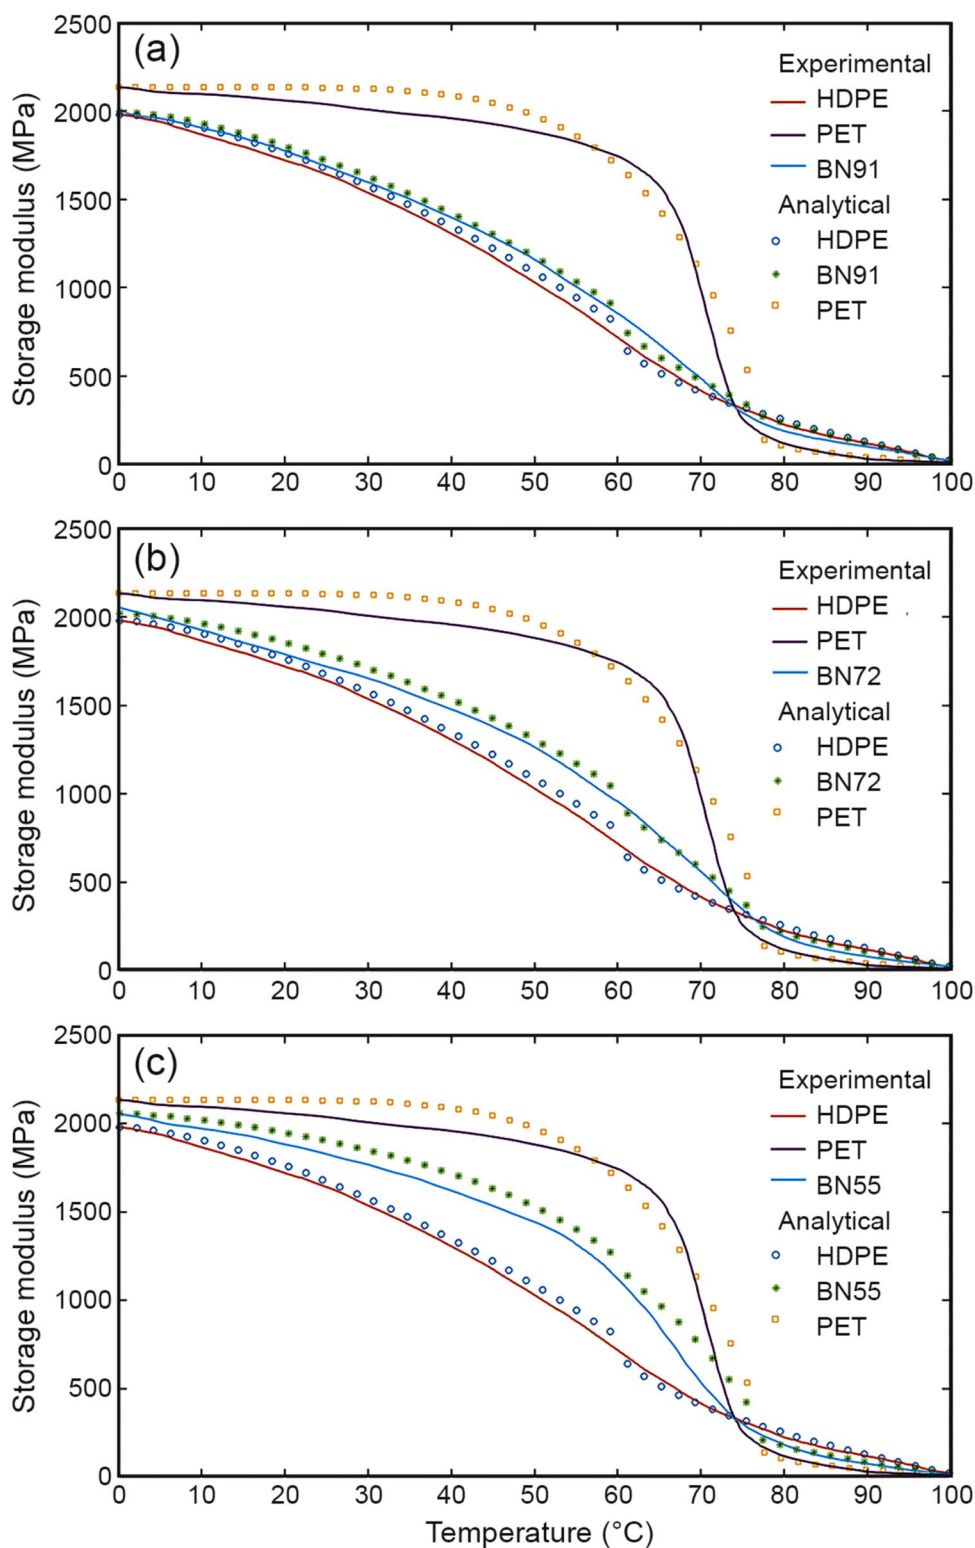 (a)
Storage modulus (MPa)
2500
2000
1500
1000
500
0
Experimental
HDPE
PET
BN91
Analytical
HDPE
BN91
PET
0 10 20 30 40 50 60 70 80 90 100
(b)
Storage modulus (MPa)
2500
2000
1500
1000
500
0
Experimental
HDPE
PET
BN72
Analytical
HDPE
BN72
PET
0 10 20 30 40 50 60 70 80 90 100
(c)
Storage modulus (MPa)
2500
2000
1500
1000
500
0
Experimental
HDPE
PET
BN55
Analytical
HDPE
BN55
PET
0 10 20 30 40 50 60 70 80 90 100
Temperature (°C)